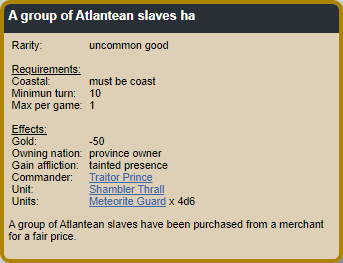 A group of Atlantean slaves ha
Rarity: uncommon good
Requirements:
Coastal: must be coast
Minimun turn: 10
Max per game: 1
Effects:
Gold: -50
Owning nation: province owner
Gain affliction: tainted presence
Commander: Traitor Prince
Unit: Shambler Thrall
Units: Meteorite Guard x 4d6
A group of Atlantean slaves have been purchased from a merchant
for a fair price.